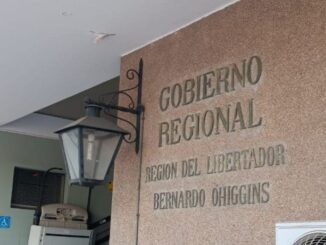 GOBIERNO
REGIONAL
REGION DEL LIBERTADOR
BERNARDO OHIGGINS